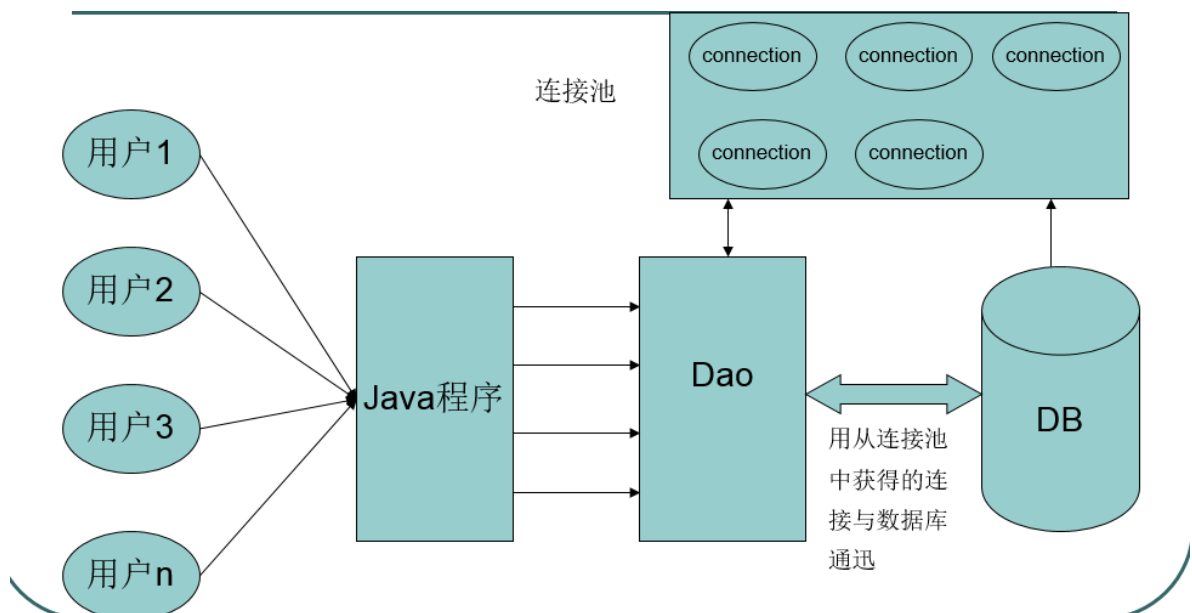 connection
connection
connection
连接池
connection
connection
用户1
用户2
用户3
用户n
Java程序
Dao
DB
用从连接池
中获得的连
接与数据库
通迅